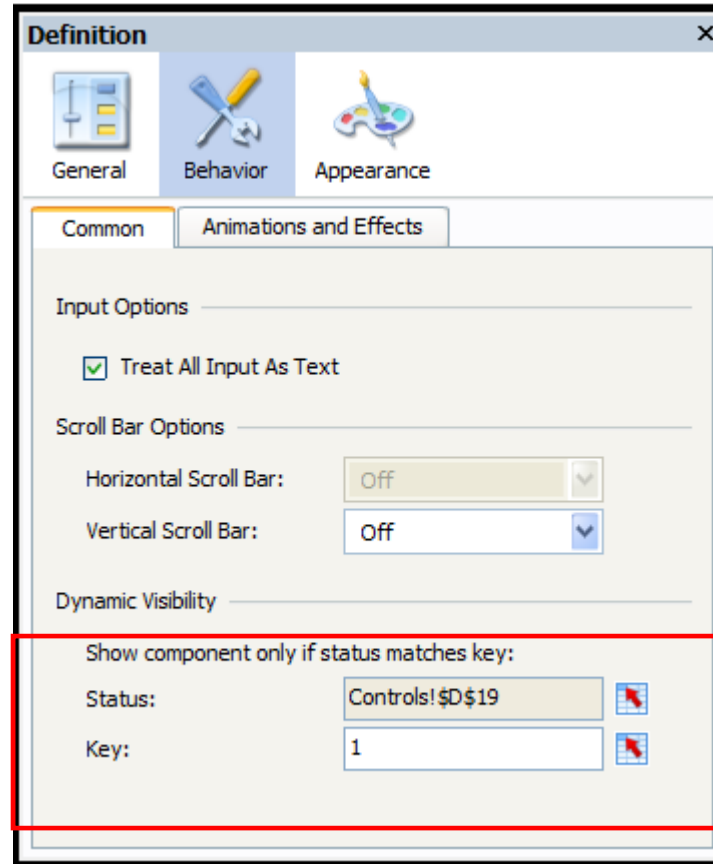 Definition
General Behavior Appearance
Common Animations and Effects
Input Options
Treat All Input As Text
Scroll Bar Options
Horizontal Scroll Bar: Off
Vertical Scroll Bar: Off
Dynamic Visibility
Show component only if status matches key:
Status: Controls!$D$19
Key: 1